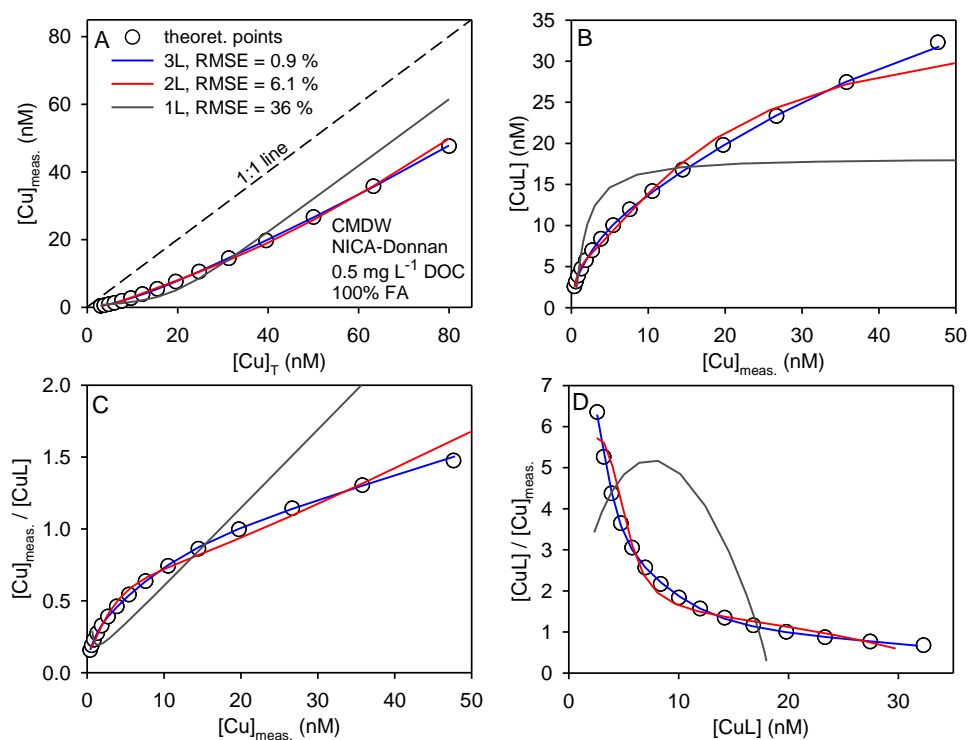 A
theoret. points
3L, RMSE = 0.9 %
2L, RMSE = 6.1 %
1L, RMSE = 36 %
1:1 line
CMDW
NICA-Donnan
0.5 mg L⁻¹ DOC
100% FA
[Cu]meas. (nM)
80
60
40
20
0
0 20 40 60 80
[Cu]T (nM)
B
[CuL] (nM)
35
30
25
20
15
10
5
0
0 10 20 30 40 50
[Cu]meas. (nM)
C
[Cu]meas. / [CuL]
2.0
1.5
1.0
0.5
0.0
0 10 20 30 40 50
[Cu]meas. (nM)
D
[CuL] / [Cu]meas.
7
6
5
4
3
2
1
0
0 10 20 30
[CuL] (nM)